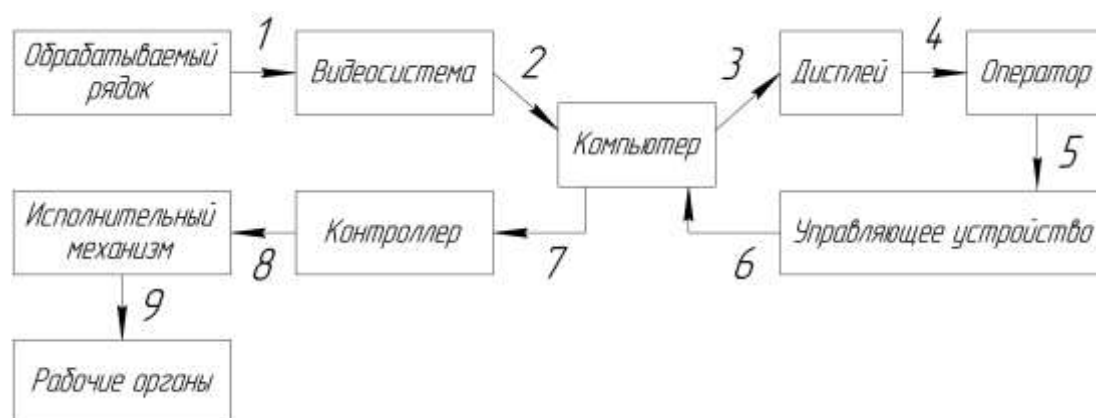 Обрабатываемый
рядок
1
Видеосистема
2
Компьютер
3
Дисплей
4
Оператор
5
Управляющее устройство
6
7
Контроллер
8
Исполнительный
механизм
9
Рабочие органы